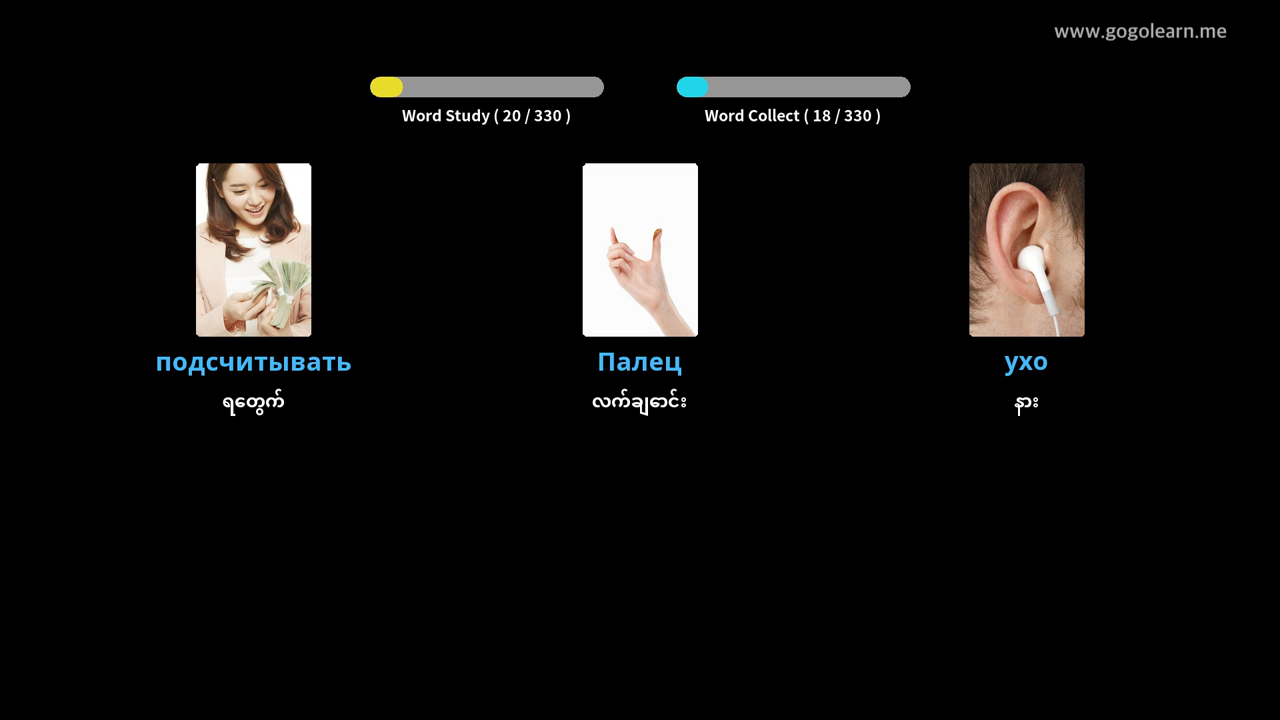 www.gogolearn.me
Word Study ( 20 / 330 )
Word Collect ( 18 / 330 )
подсчитывать
Палец
ухо
ရတွေက်
လက်ချောင်း
နား